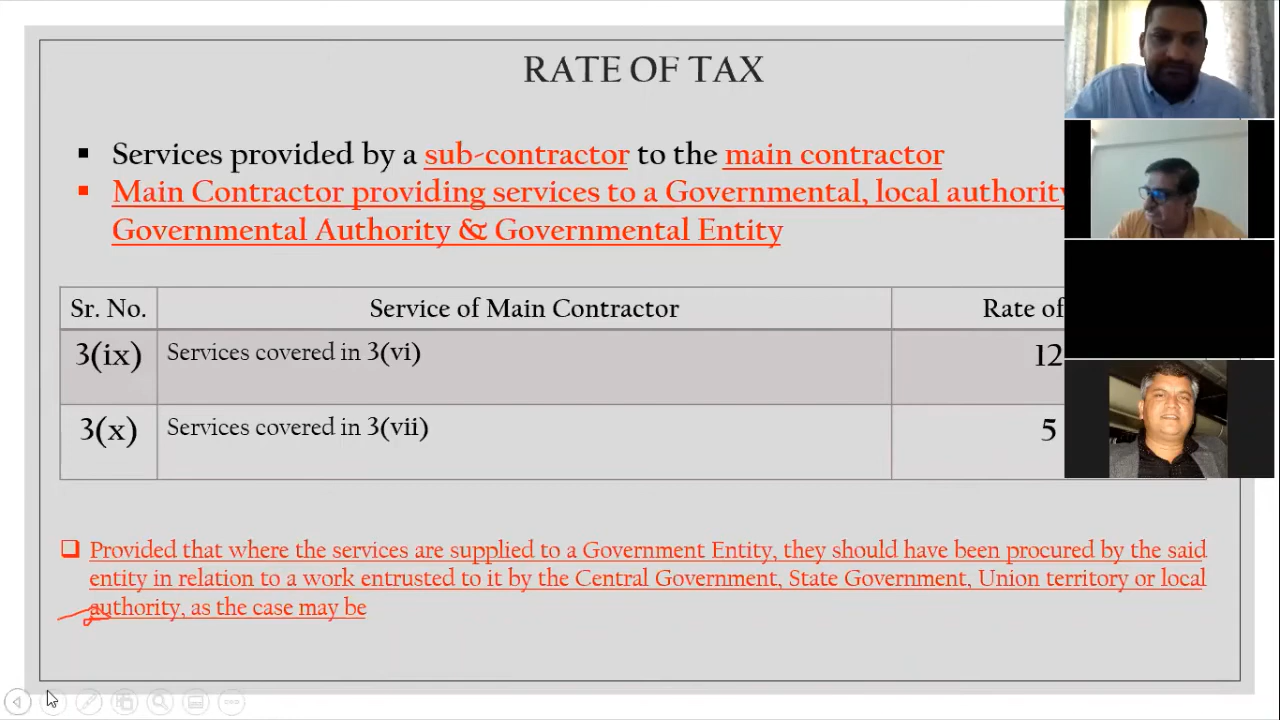 RATE OF TAX
Services provided by a sub-contractor to the main contractor
Main Contractor providing services to a Governmental, local authority
Governmental Authority & Governmental Entity
Sr. No. Service of Main Contractor Rate of
3(ix) Services covered in 3(vi) 12
3(x) Services covered in 3(vii) 5
Provided that where the services are supplied to a Government Entity, they should have been procured by the said
entity in relation to a work entrusted to it by the Central Government, State Government, Union territory or local
authority, as the case may be